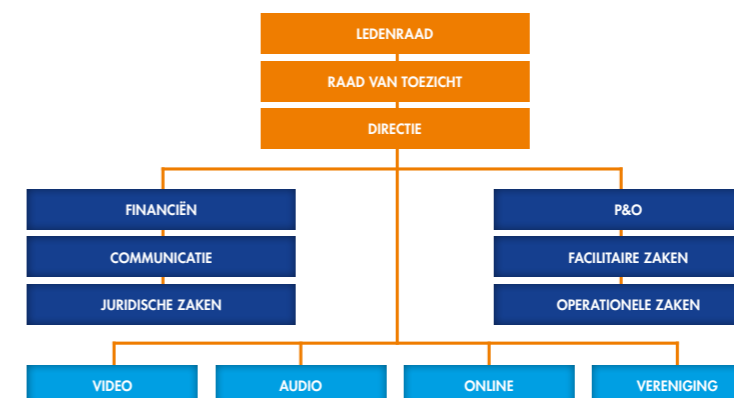 LEDENRAAD
RAAD VAN TOEZICHT
DIRECTIE
FINANCIËN
P&O
COMMUNICATIE
FACILITAIRE ZAKEN
JURIDISCHE ZAKEN
OPERATIONELE ZAKEN
VIDEO
AUDIO
ONLINE
VERENIGING